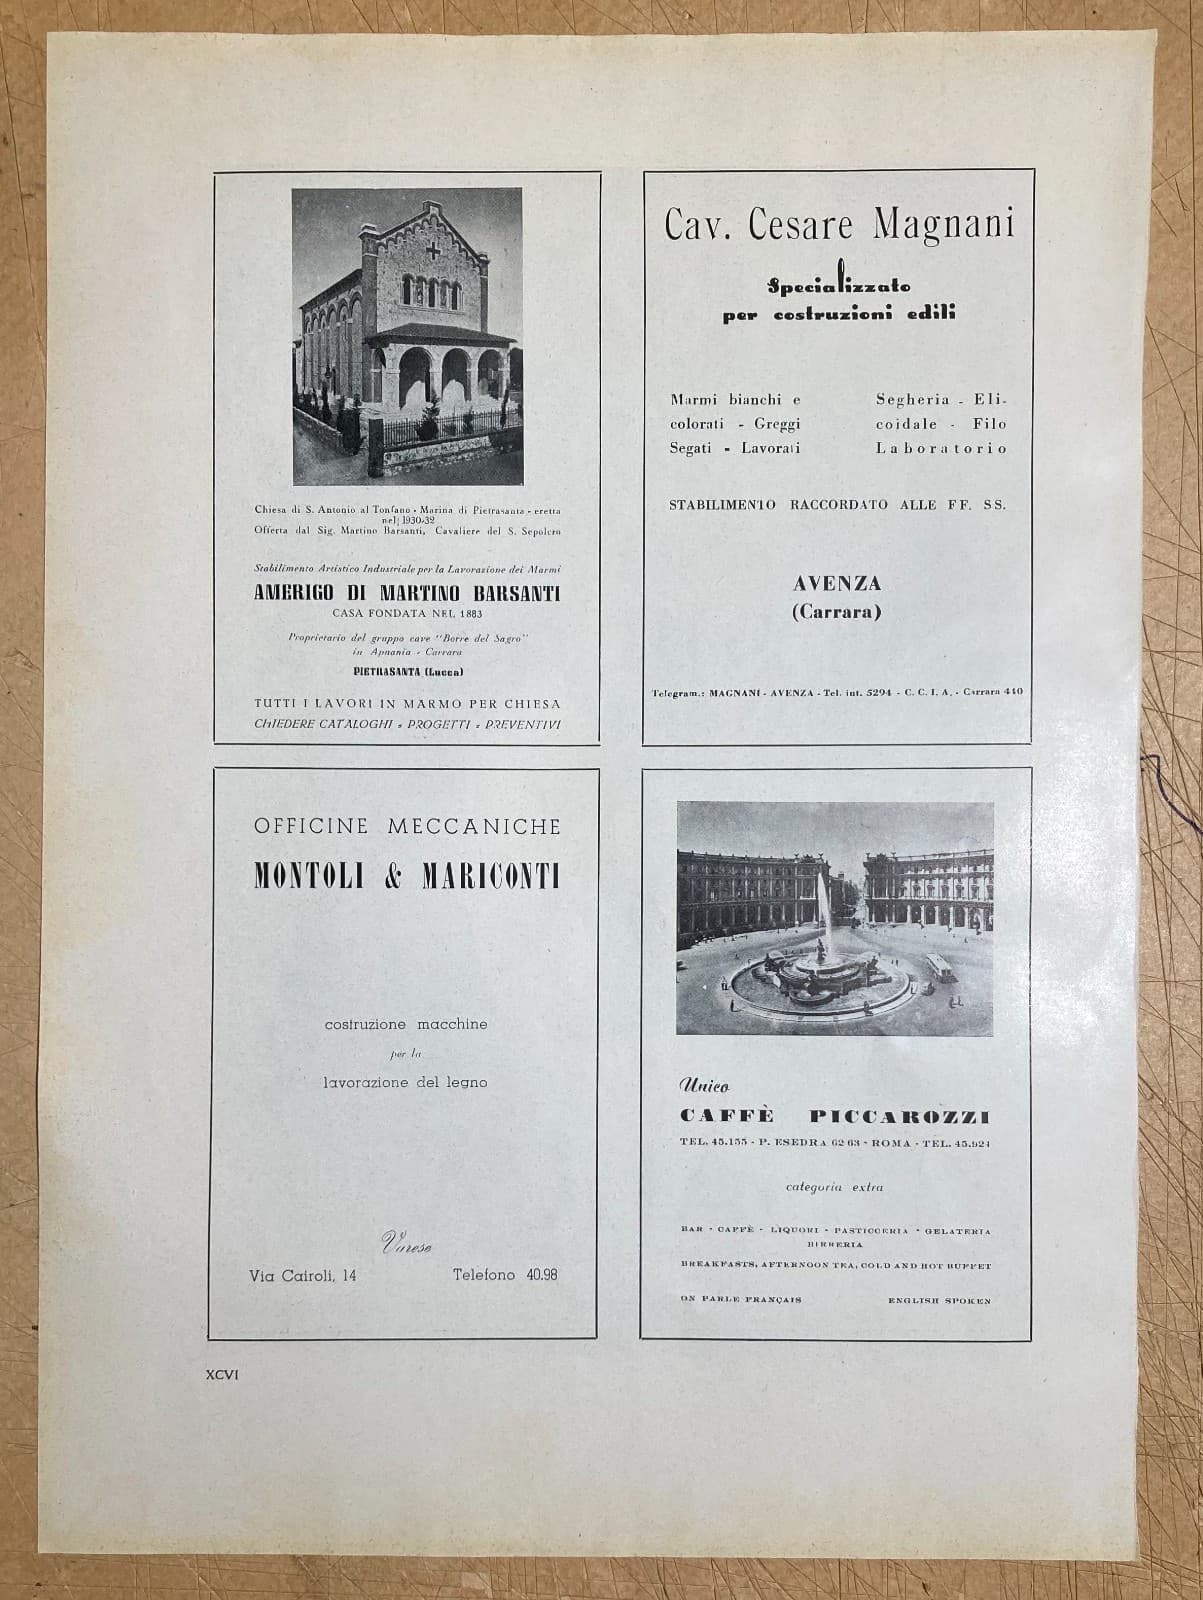 Chiesa di S. Antonio al Tonfano - Marina di Pietrasanta - eretta
nel 1930-32
Offerta dal Sig. Martino Barsanti, Cavaliere del S. Sepolcro
Stabilimento Artistico Industriale per la Lavorazione dei Marmi
AMERIGO DI MARTINO BARSANTI
CASA FONDATA NEL 1883
Proprietario del gruppo cave "Borre del Sagro"
in Apuania - Carrara
PIETRASANTA (Lucca)
TUTTI I LAVORI IN MARMO PER CHIESA
CHIEDERE CATALOGHI - PROGETTI - PREVENTIVI
Cav. Cesare Magnani
Specializzato
per costruzioni edili
Marmi bianchi e
colorati - Greggi
Segati - Lavorati
Segheria - Eli-
coidale - Filo
Laboratorio
STABILIMENTO RACCORDATO ALLE FF. SS.
AVENZA
(Carrara)
Telegram.: MAGNANI - AVENZA - Tel. int. 5294 - C. C. I. A. - Carrara 440
OFFICINE MECCANICHE
MONTOLI & MARICONTI
costruzione macchine
per la
lavorazione del legno
Varese
Via Cairoli, 14 Telefono 40.98
Unico
CAFFÈ PICCAROZZI
TEL. 45.155 - P. ESEDRA 62 63 - ROMA - TEL. 45.921
categoria extra
BAR - CAFFÈ - LIQUORI - PASTICCERIA - GELATERIA
BIRRERIA
BREAKFASTS, AFTERNOON TEA, COLD AND HOT BUFFET
ON PARLE FRANÇAIS ENGLISH SPOKEN
XCVI